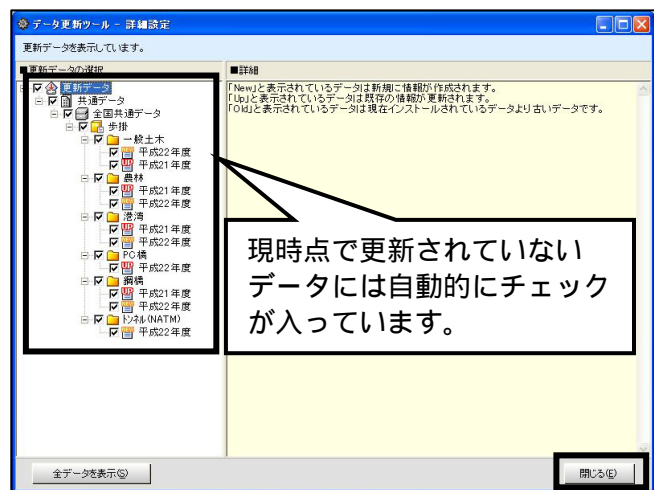 データ更新ツール - 詳細設定
更新データを表示しています。
■更新データの選択
■詳細
更新データ
共通データ
全国共通データ
歩掛
一般土木
平成22年度
平成21年度
農林
平成21年度
平成22年度
港湾
平成21年度
平成22年度
PC橋
平成22年度
鋼橋
平成21年度
平成22年度
トンネル(NATM)
平成22年度
「New」と表示されているデータは新規に情報が作成されます。
「Up」と表示されているデータは既存の情報が更新されます。
「Old」と表示されているデータは現在インストールされているデータより古いデータです。
現時点で更新されていない
データには自動的にチェック
が入っています。
全データを表示(G)
閉じる(E)